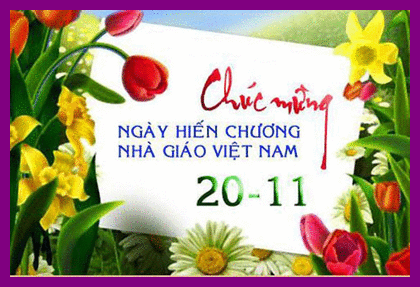 Chúc mừng
NGÀY HIẾN CHƯƠNG
NHÀ GIÁO VIỆT NAM
20-11